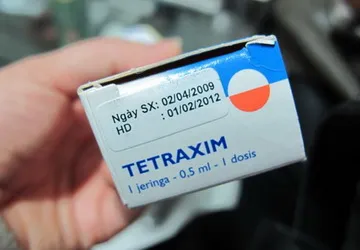 Ngày SX: 02/04/2009
HD : 01/02/2012
TETRAXIM
1 jeringa - 0.5 ml - 1 dosis